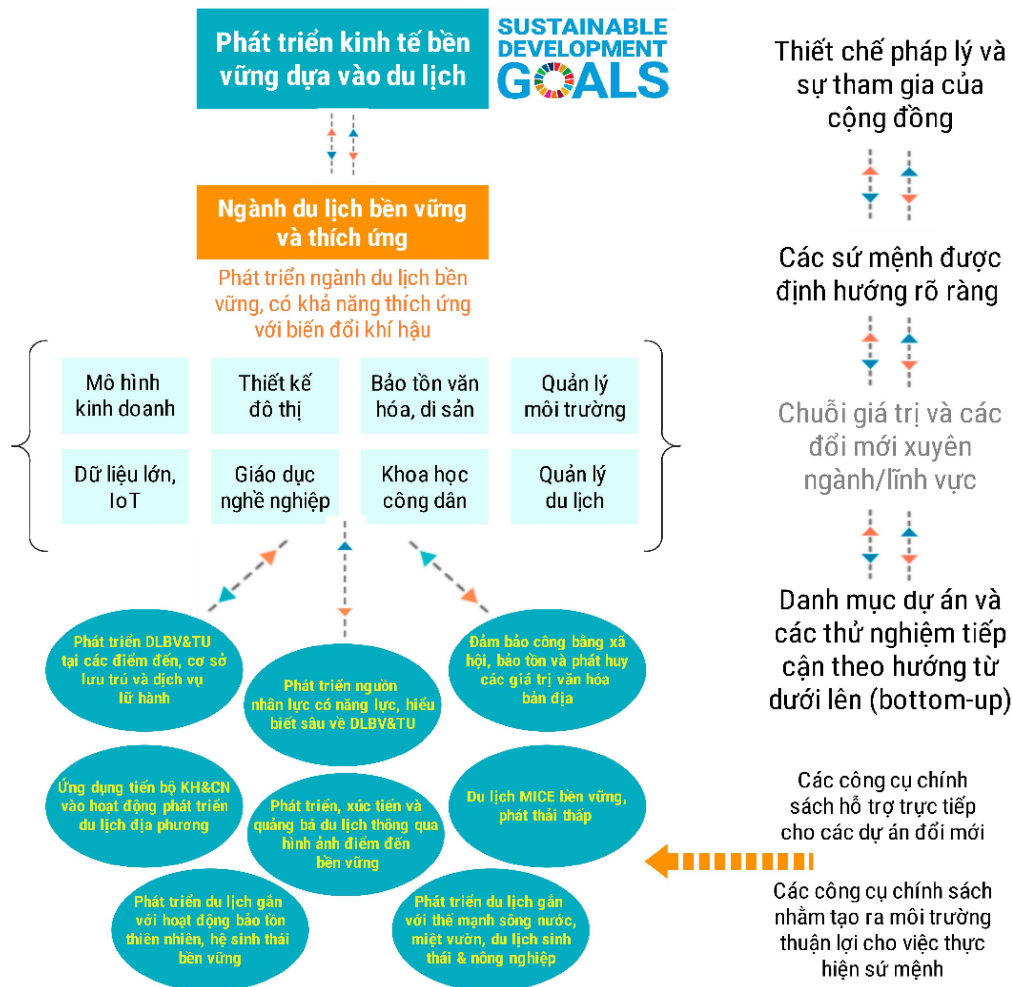 Phát triển kinh tế bền
vững dựa vào du lịch
SUSTAINABLE
DEVELOPMENT
GOALS
Thiết chế pháp lý và
sự tham gia của
cộng đồng
Ngành du lịch bền vững
và thích ứng
Phát triển ngành du lịch bền
vững, có khả năng thích ứng
với biến đổi khí hậu
Các sứ mệnh được
định hướng rõ ràng
Mô hình
kinh doanh
Thiết kế
đô thị
Bảo tồn văn
hóa, di sản
Quản lý
môi trường
Dữ liệu lớn,
IoT
Giáo dục
nghề nghiệp
Khoa học
công dân
Quản lý
du lịch
Chuỗi giá trị và các
đổi mới xuyên
ngành/lĩnh vực
Phát triển DLBV&TU
tại các điểm đến, cơ sở
lưu trú và dịch vụ
lữ hành
Phát triển nguồn
nhân lực có năng lực, hiểu
biết sâu về DLBV&TU
Đảm bảo công bằng xã
hội, bảo tồn và phát huy
các giá trị văn hóa
bản địa
Danh mục dự án và
các thử nghiệm tiếp
cận theo hướng từ
dưới lên (bottom-up)
Ứng dụng tiến bộ KH&CN
vào hoạt động phát triển
du lịch địa phương
Phát triển, xúc tiến và
quảng bá du lịch thông qua
hình ảnh điểm đến
bền vững
Du lịch MICE bền vững,
phát thải thấp
Các công cụ chính
sách hỗ trợ trực tiếp
cho các dự án đổi mới
Phát triển du lịch gắn
với hoạt động bảo tồn
thiên nhiên, hệ sinh thái
bền vững
Phát triển du lịch gắn
với thế mạnh sông nước,
miệt vườn, du lịch sinh
thái & nông nghiệp
Các công cụ chính sách
nhằm tạo ra môi trường
thuận lợi cho việc thực
hiện sứ mệnh